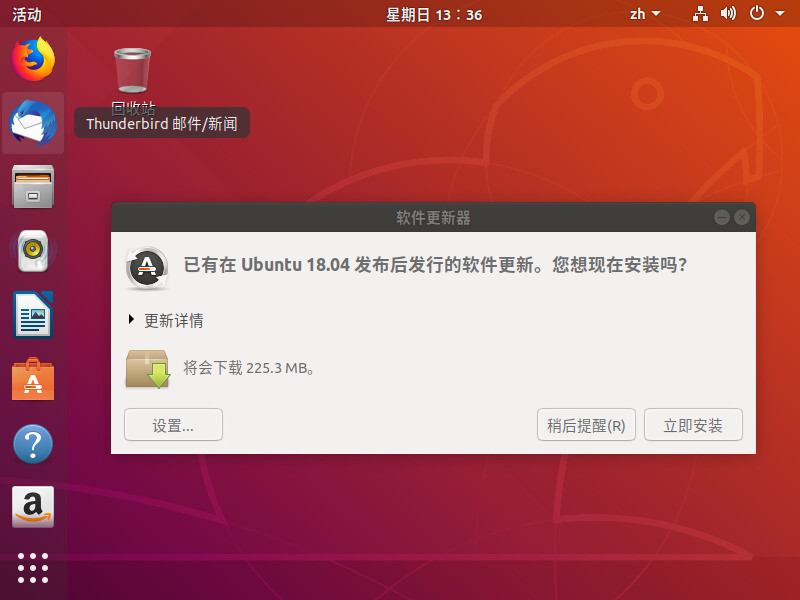 活动
星期日 13：36
zh
回收站
Thunderbird 邮件/新闻
软件更新器
已有在 Ubuntu 18.04 发布后发行的软件更新。您想现在安装吗？
更新详情
将会下载 225.3 MB。
设置...
稍后提醒(R)
立即安装